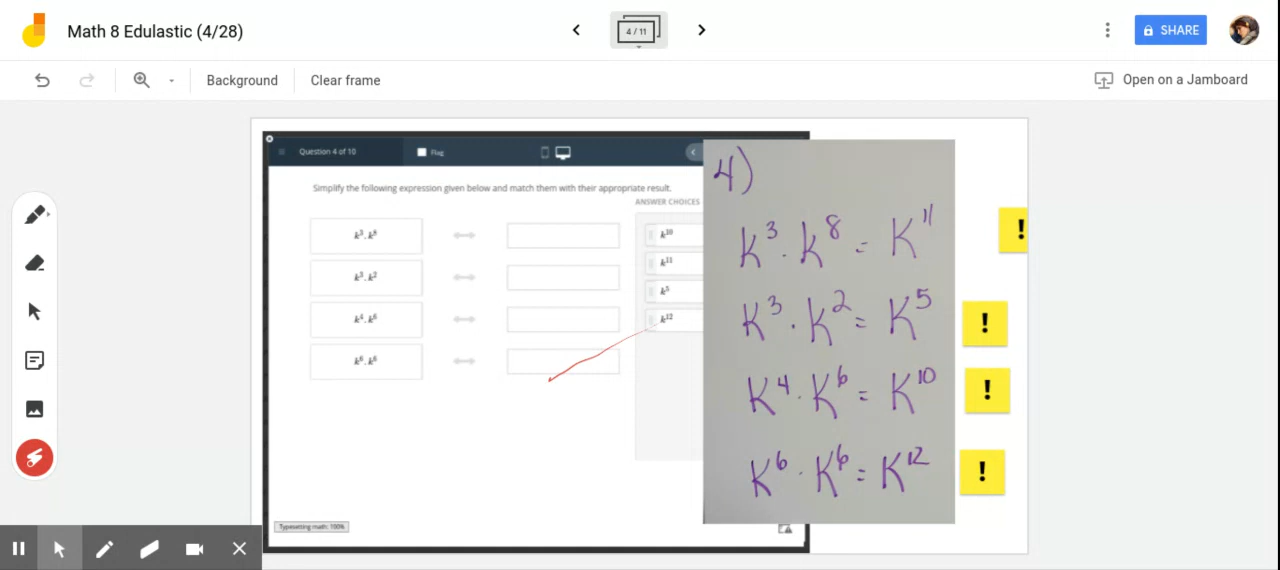 Math 8 Edulastic (4/28)
4 / 11
SHARE
Background
Clear frame
Open on a Jamboard
Question 4 of 10
Flag
Simplify the following expression given below and match them with their appropriate result.
ANSWER CHOICES
k³ . k⁸
k¹⁰
k³ . k²
k¹¹
k⁴ . k⁶
k⁵
k⁶ . k⁶
k¹²
4)
K³ · K⁸ = K¹¹
K³ · K² = K⁵
K⁴ · K⁶ = K¹⁰
K⁶ · K⁶ = K¹²
!
!
!
!
Typesetting math: 100%